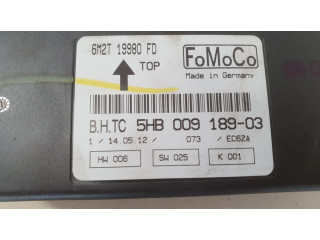 6M2T 19980 FD
FoMoCo
TOP
Made in Germany
B.H.TC 5HB 009 189-03
1 / 14.05.12 / 073 / EC6ZA
HW 006
SW 025
K 001